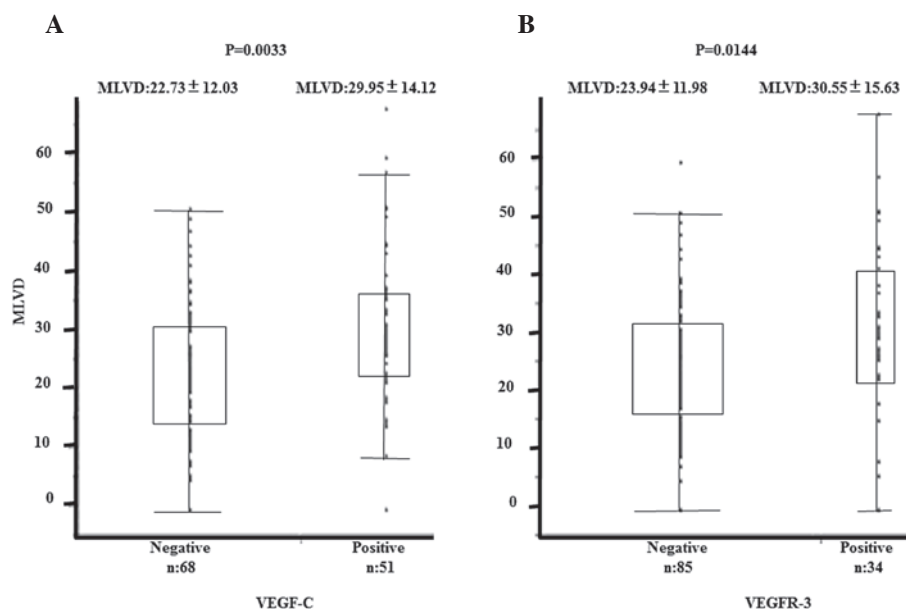 A
P=0.0033
MLVD:22.73±12.03 MLVD:29.95±14.12
MLVD
60
50
40
30
20
10
0
Negative Positive
n:68 n:51
VEGF-C
B
P=0.0144
MLVD:23.94±11.98 MLVD:30.55±15.63
60
50
40
30
20
10
0
Negative Positive
n:85 n:34
VEGFR-3